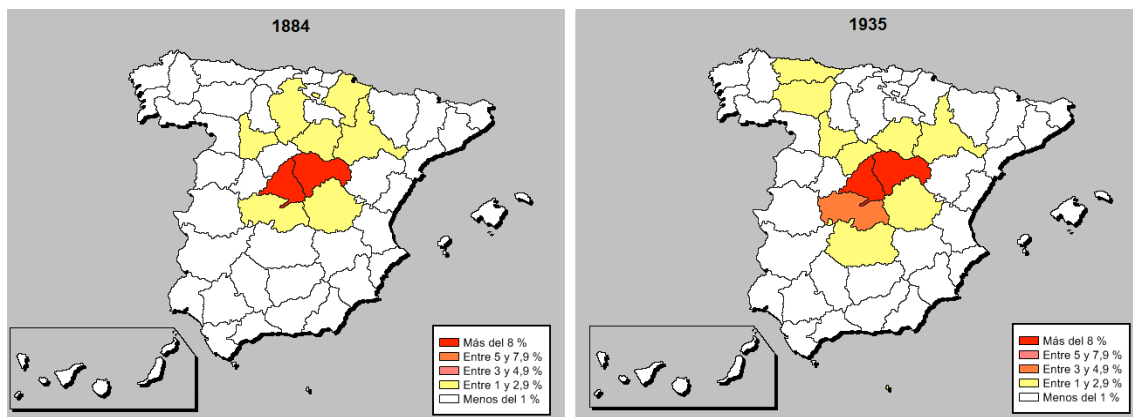 1884
Más del 8 %
Entre 5 y 7,9 %
Entre 3 y 4,9 %
Entre 1 y 2,9 %
Menos del 1 %
1935
Más del 8 %
Entre 5 y 7,9 %
Entre 3 y 4,9 %
Entre 1 y 2,9 %
Menos del 1 %